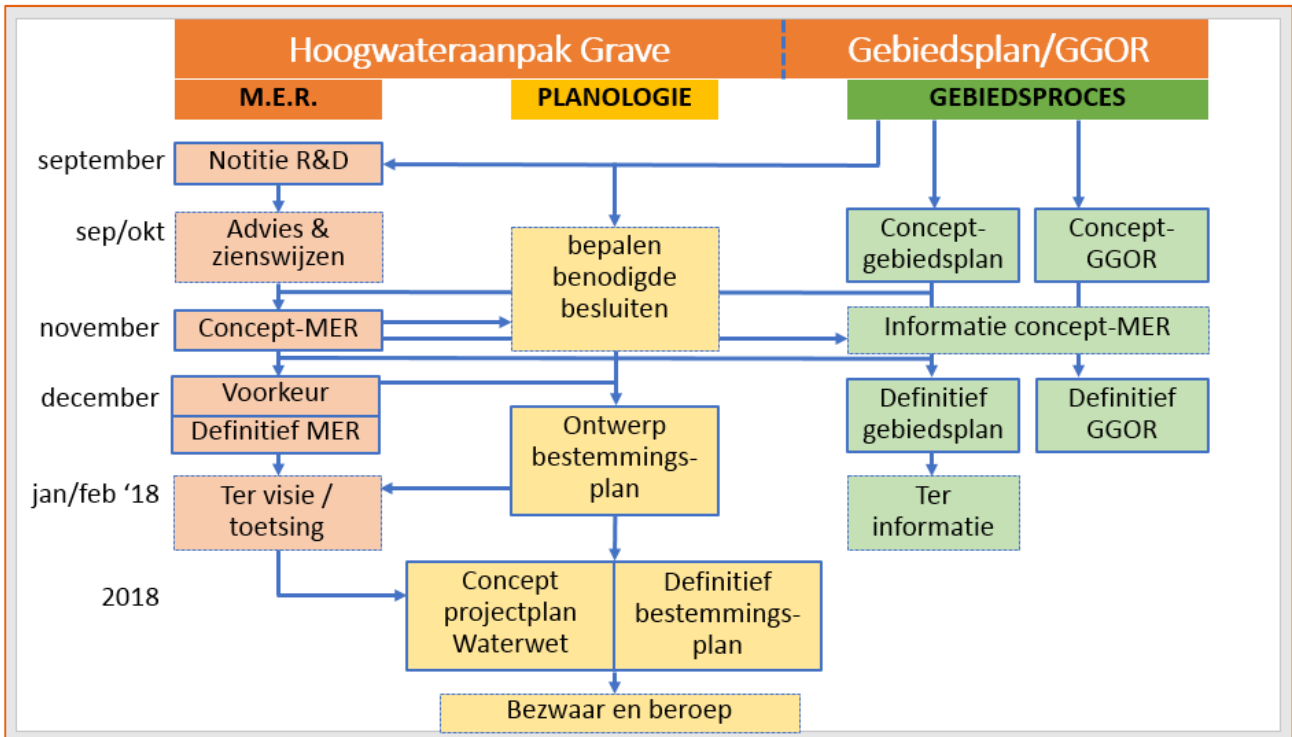 Hoogwateraanpak Grave
Gebiedsplan/GGOR
M.E.R.
PLANOLOGIE
GEBIEDSPROCES
september
Notitie R&D
sep/okt
Advies &
zienswijzen
bepalen
benodigde
besluiten
Concept-
gebiedsplan
Concept-
GGOR
november
Concept-MER
Informatie concept-MER
december
Voorkeur
Definitief MER
Ontwerp
bestemmings-
plan
Definitief
gebiedsplan
Definitief
GGOR
jan/feb ‘18
Ter visie /
toetsing
Ter
informatie
2018
Concept
projectplan
Waterwet
Definitief
bestemmings-
plan
Bezwaar en beroep